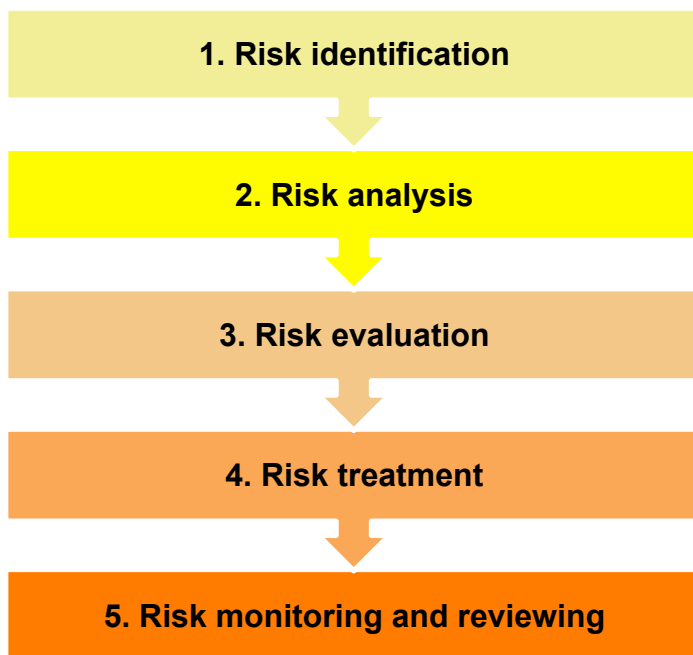 1. Risk identification
2. Risk analysis
3. Risk evaluation
4. Risk treatment
5. Risk monitoring and reviewing